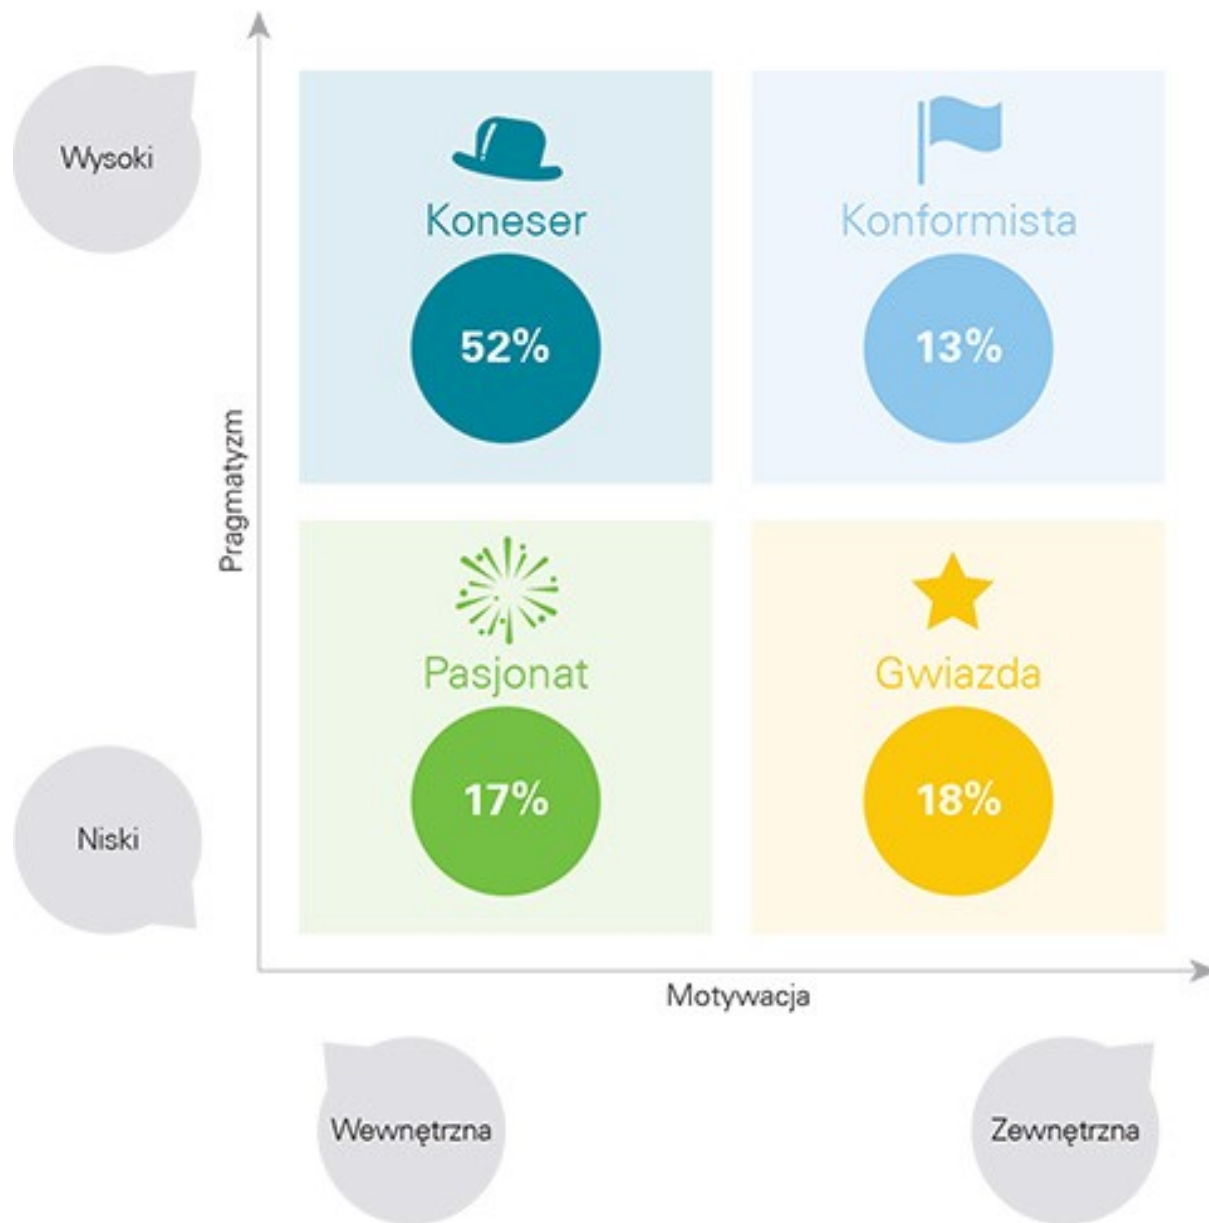 Wysoki
Koneser
Konformista
52%
13%
Pragmatyzm
Pasjonat
Gwiazda
17%
18%
Niski
Motywacja
Wewnętrzna
Zewnętrzna